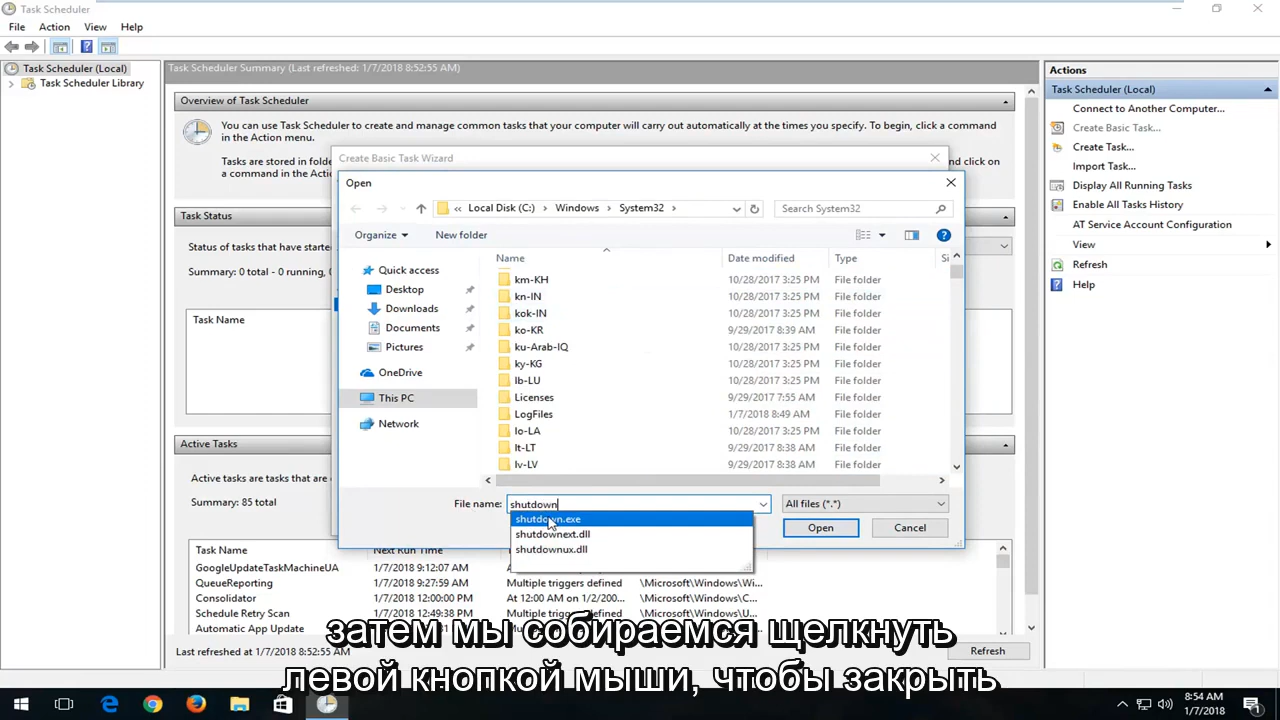 Task Scheduler
File Action View Help
Task Scheduler (Local)
Task Scheduler Library
Task Scheduler Summary (Last refreshed: 1/7/2018 8:52:55 AM)
Overview of Task Scheduler
You can use Task Scheduler to create and manage common tasks that your computer will carry out automatically at the times you specify. To begin, click a command
in the Action menu.
Tasks are stored in folde
on and click on
a command in the Actio
Create Basic Task Wizard
Task Status
Status of tasks that have starte
Summary: 0 total - 0 running,
Task Name
Active Tasks
Active tasks are tasks that are
Summary: 85 total
Task Name Next Run Time Triggers
GoogleUpdateTaskMachineUA 1/7/2018 9:12:07 AM
QueueReporting 1/7/2018 9:27:59 AM Multiple triggers defined \Microsoft\Windows\Wi...
Consolidator 1/7/2018 12:00:00 PM At 12:00 AM on 1/2/200... \Microsoft\Windows\Cu...
Schedule Retry Scan 1/7/2018 12:49:38 PM Multiple triggers defined \Microsoft\Windows\Wi...
Automatic App Update
Last refreshed at 1/7/2018 8:52:55 AM
Refresh
Open
« Local Disk (C:) > Windows > System32 >
Search System32
Organize
New folder
Quick access
Desktop
Downloads
Documents
Pictures
OneDrive
This PC
Network
Name Date modified Type Si
km-KH 10/28/2017 3:25 PM File folder
kn-IN 10/28/2017 3:25 PM File folder
kok-IN 10/28/2017 3:25 PM File folder
ko-KR 9/29/2017 8:39 AM File folder
ku-Arab-IQ 10/28/2017 3:25 PM File folder
ky-KG 10/28/2017 3:25 PM File folder
lb-LU 10/28/2017 3:25 PM File folder
Licenses 9/29/2017 7:55 AM File folder
LogFiles 1/7/2018 8:49 AM File folder
lo-LA 10/28/2017 3:25 PM File folder
lt-LT 9/29/2017 8:38 AM File folder
lv-LV 9/29/2017 8:38 AM File folder
File name: shutdown
All files (*.*)
shutdown.exe
shutdownext.dll
shutdownux.dll
Open
Cancel
Actions
Task Scheduler (Local)
Connect to Another Computer...
Create Basic Task...
Create Task...
Import Task...
Display All Running Tasks
Enable All Tasks History
AT Service Account Configuration
View
Refresh
Help
затем мы собираемся щелкнуть
левой кнопкой мыши, чтобы закрыть
8:54 AM
1/7/2018